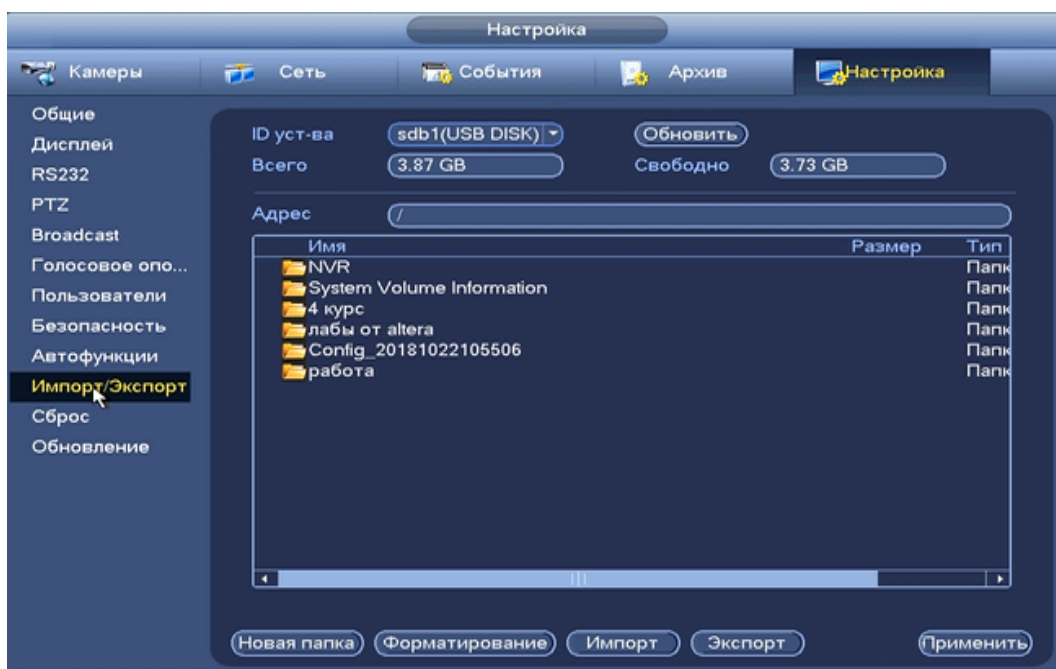 Настройка
Камеры Сеть События Архив Настройка
Общие
Дисплей
RS232
PTZ
Broadcast
Голосовое опо...
Пользователи
Безопасность
Автофункции
Импорт/Экспорт
Сброс
Обновление
ID уст-ва sdb1(USB DISK) Обновить
Всего 3.87 GB Свободно 3.73 GB
Адрес /
Имя Размер Тип
NVR Папк
System Volume Information Папк
4 курс Папк
лабы от altera Папк
Config_20181022105506 Папк
работа Папк
Новая папка Форматирование Импорт Экспорт Применить